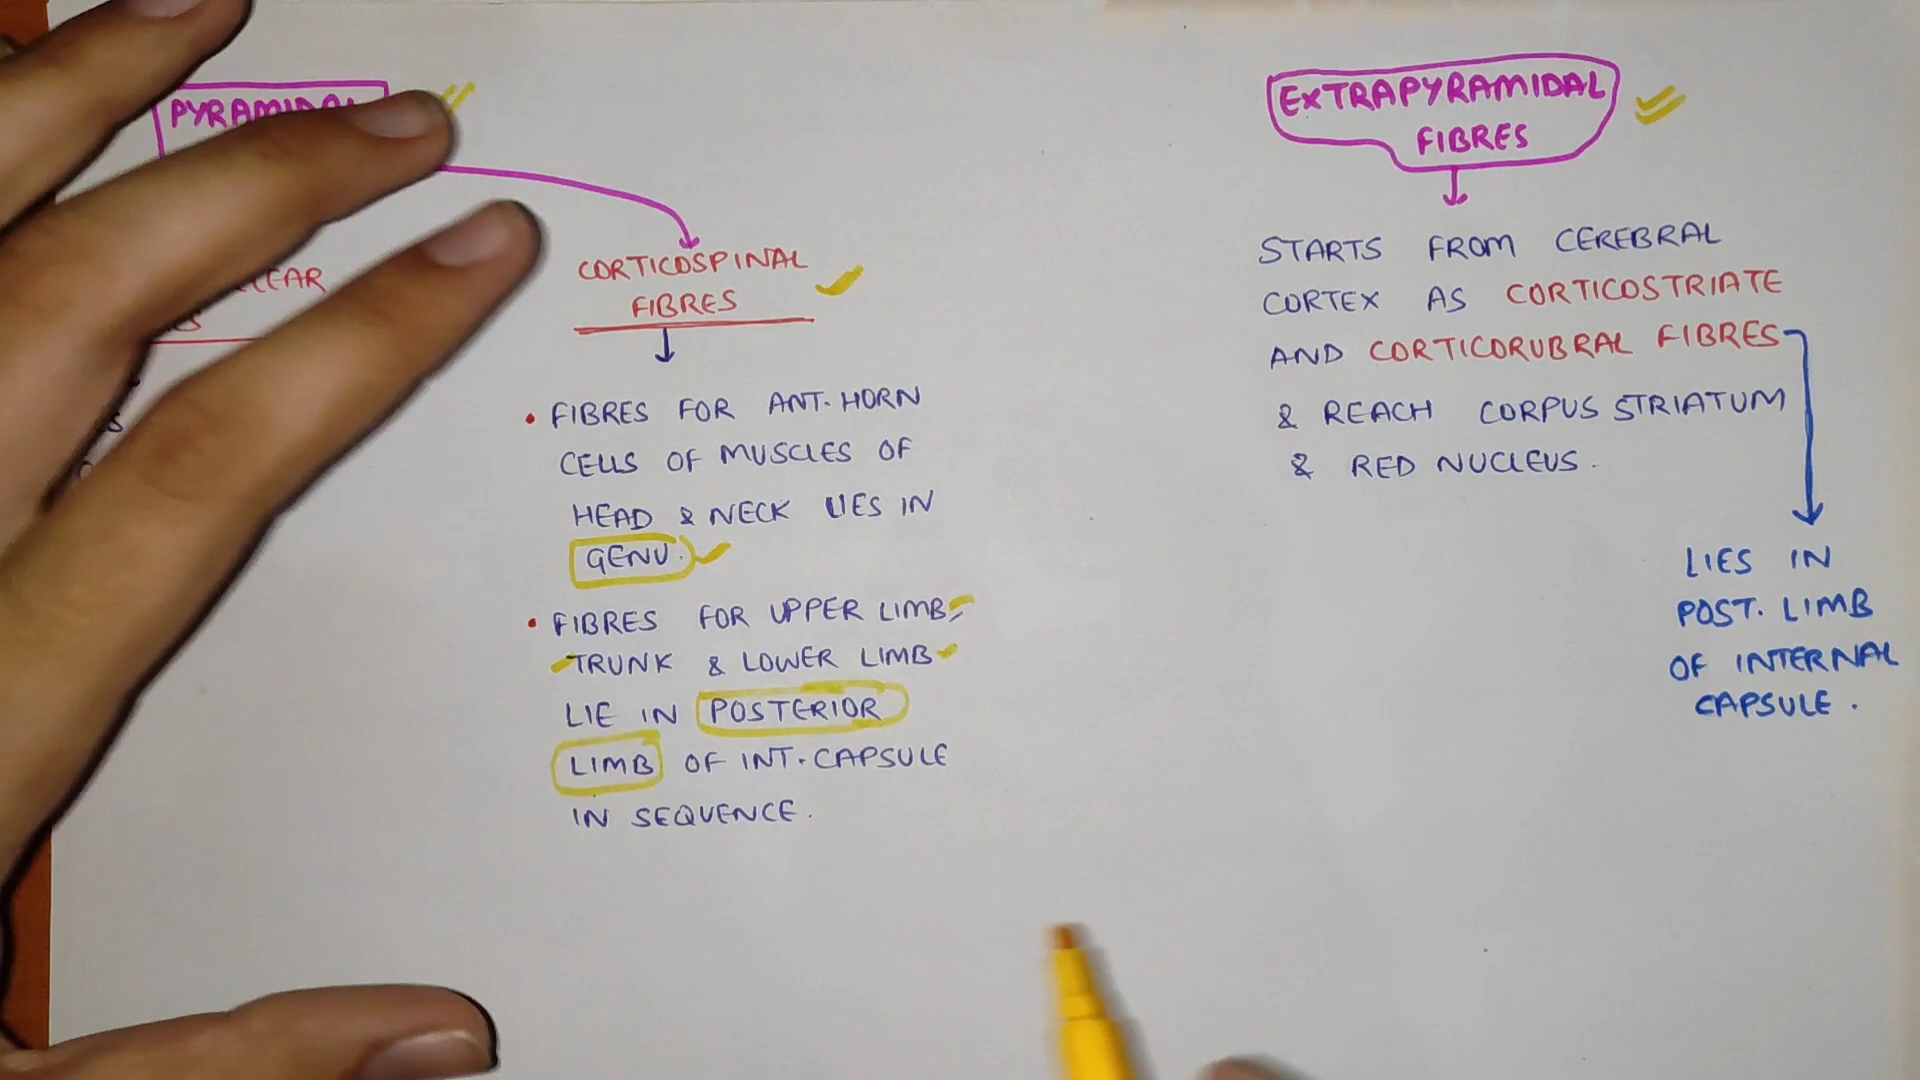 PYRAMIDAL
CORTICOSPINAL
FIBRES
• FIBRES FOR ANT. HORN
CELLS OF MUSCLES OF
HEAD & NECK LIES IN
GENU.
• FIBRES FOR UPPER LIMB,
TRUNK & LOWER LIMB
LIE IN POSTERIOR
LIMB OF INT. CAPSULE
IN SEQUENCE.
EXTRAPYRAMIDAL
FIBRES
STARTS FROM CEREBRAL
CORTEX AS CORTICOSTRIATE
AND CORTICORUBRAL FIBRES
& REACH CORPUS STRIATUM
& RED NUCLEUS.
LIES IN
POST. LIMB
OF INTERNAL
CAPSULE.